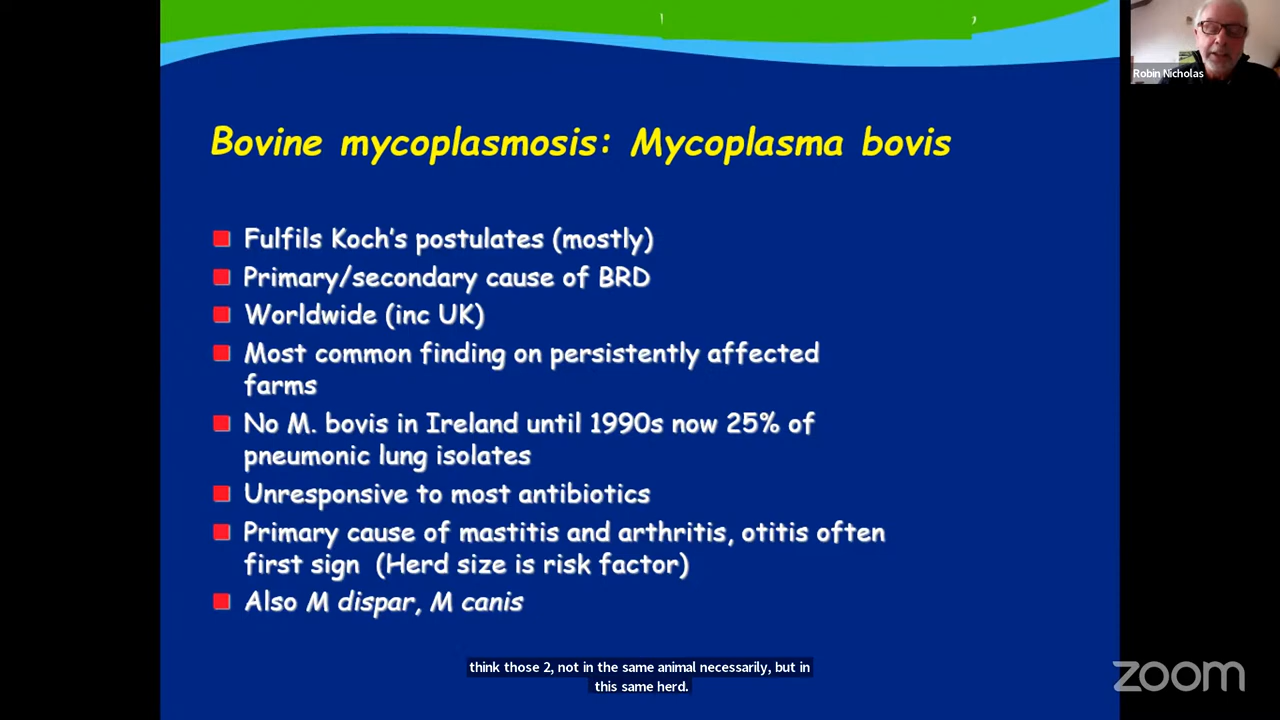 Robin Nicholas
Bovine mycoplasmosis: Mycoplasma bovis
Fulfils Koch's postulates (mostly)
Primary/secondary cause of BRD
Worldwide (inc UK)
Most common finding on persistently affected
farms
No M. bovis in Ireland until 1990s now 25% of
pneumonic lung isolates
Unresponsive to most antibiotics
Primary cause of mastitis and arthritis, otitis often
first sign (Herd size is risk factor)
Also M dispar, M canis
think those 2, not in the same animal necessarily, but in
this same herd.
zoom